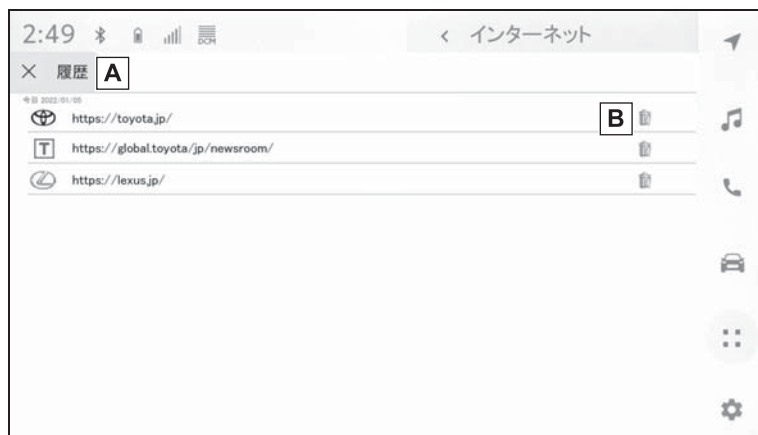 2:49 DCM < インターネット
× 履歴 A
今日 2022/01/05
https://toyota.jp/ B
T https://global.toyota/jp/newsroom/
https://lexus.jp/